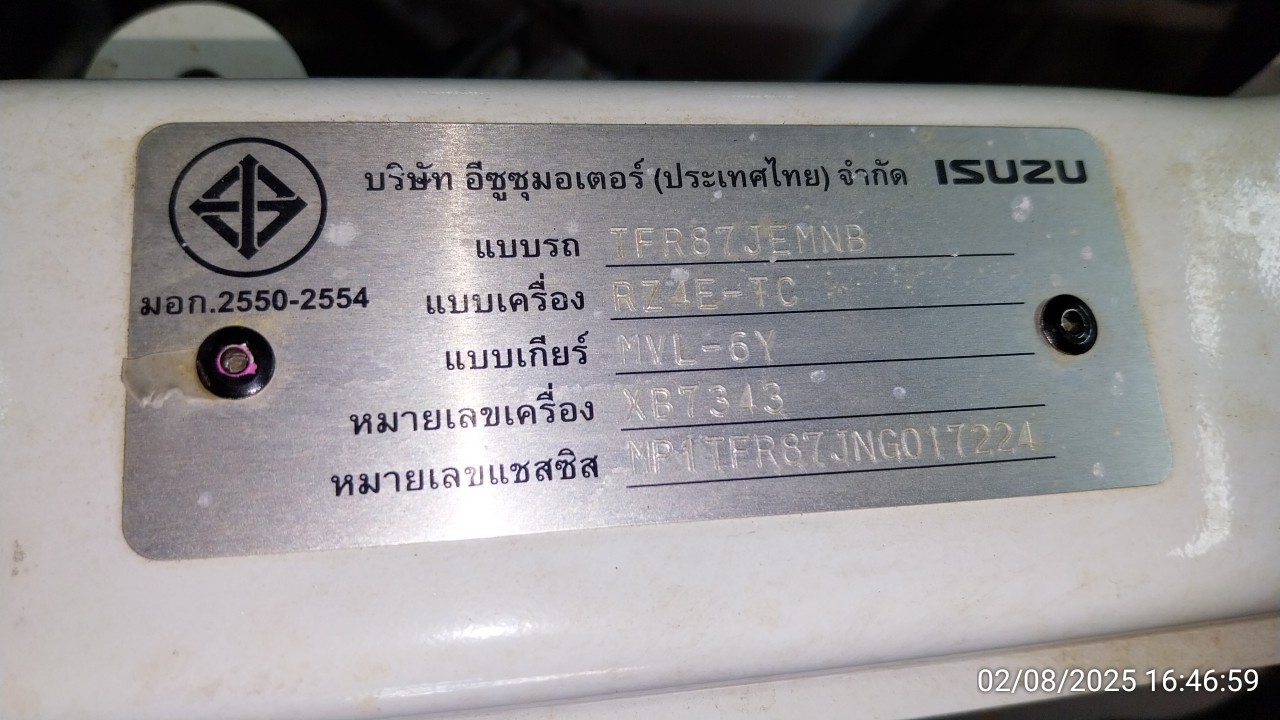 บริษัท อีซูซุมอเตอร์ (ประเทศไทย) จำกัด ISUZU
แบบรถ TFR87JEMNB
มอก.2550-2554
แบบเครื่อง RZ4E-TC
แบบเกียร์ MVL-6Y
หมายเลขเครื่อง XB7343
หมายเลขแชสซิส MP1TFR87JNG017224
02/08/2025 16:46:59